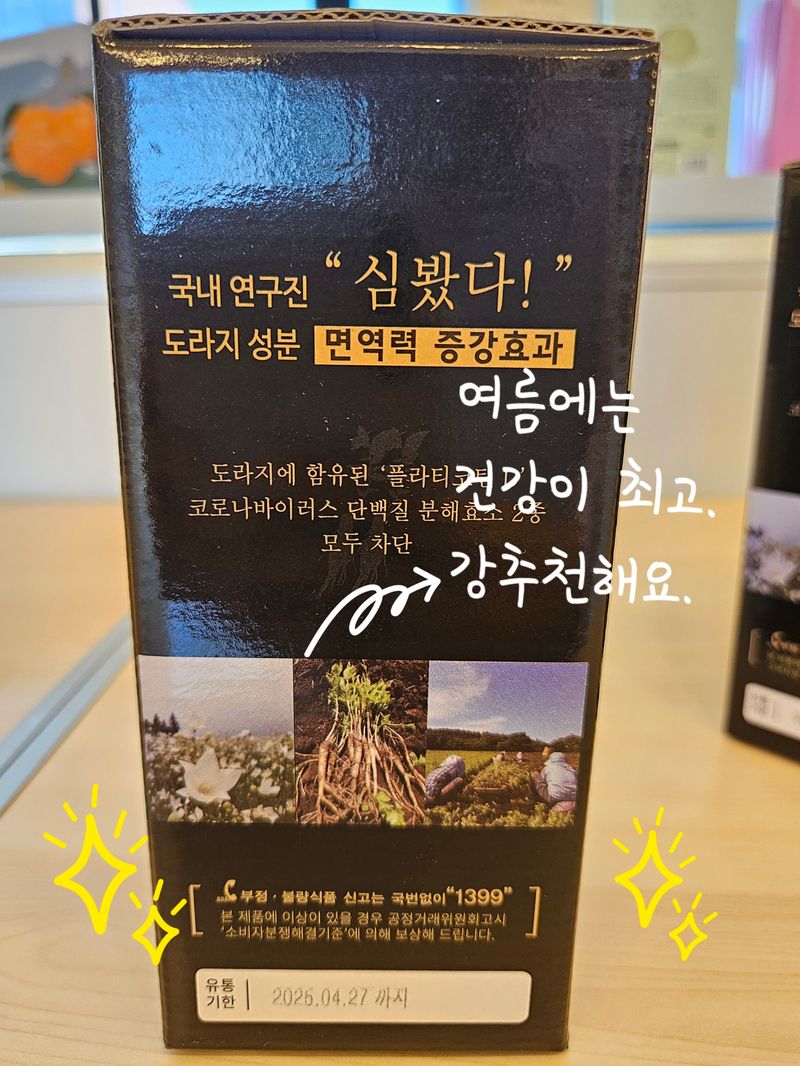 국내 연구진 “심봤다!”
도라지 성분 면역력 증강효과
여름에는
도라지에 함유된 ‘플라티코딘 D’
건강이 최고.
코로나바이러스 단백질 분해효소 2종
모두 차단
강추천해요.
부정·불량식품 신고는 국번없이 “1399”
본 제품에 이상이 있을 경우 공정거래위원회고시
‘소비자분쟁해결기준’에 의해 보상해 드립니다.
유통
기한
2026.04.27 까지